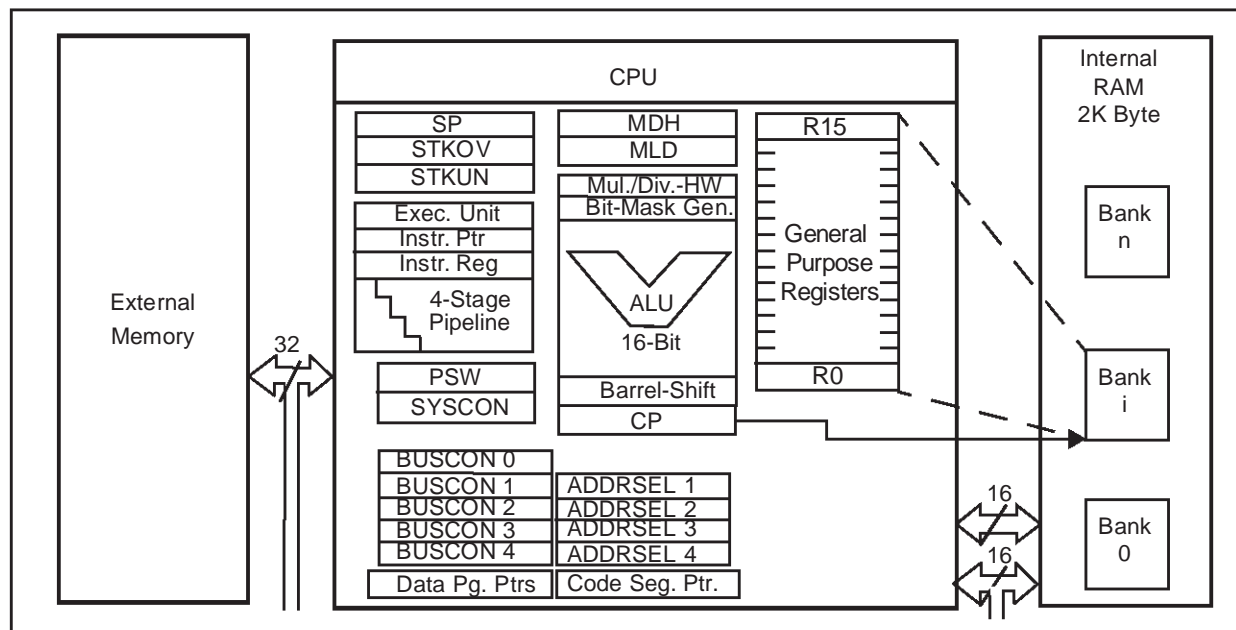 CPU
External
Memory
32
SP
STKOV
STKUN
Exec. Unit
Instr. Ptr
Instr. Reg
4-Stage
Pipeline
PSW
SYSCON
BUSCON 0
BUSCON 1
BUSCON 2
BUSCON 3
BUSCON 4
Data Pg. Ptrs
MDH
MLD
Mul./Div.-HW
Bit-Mask Gen.
ALU
16-Bit
Barrel-Shift
CP
ADDRSEL 1
ADDRSEL 2
ADDRSEL 3
ADDRSEL 4
Code Seg. Ptr.
R15
General
Purpose
Registers
R0
16
16
Internal
RAM
2K Byte
Bank
n
Bank
i
Bank
0